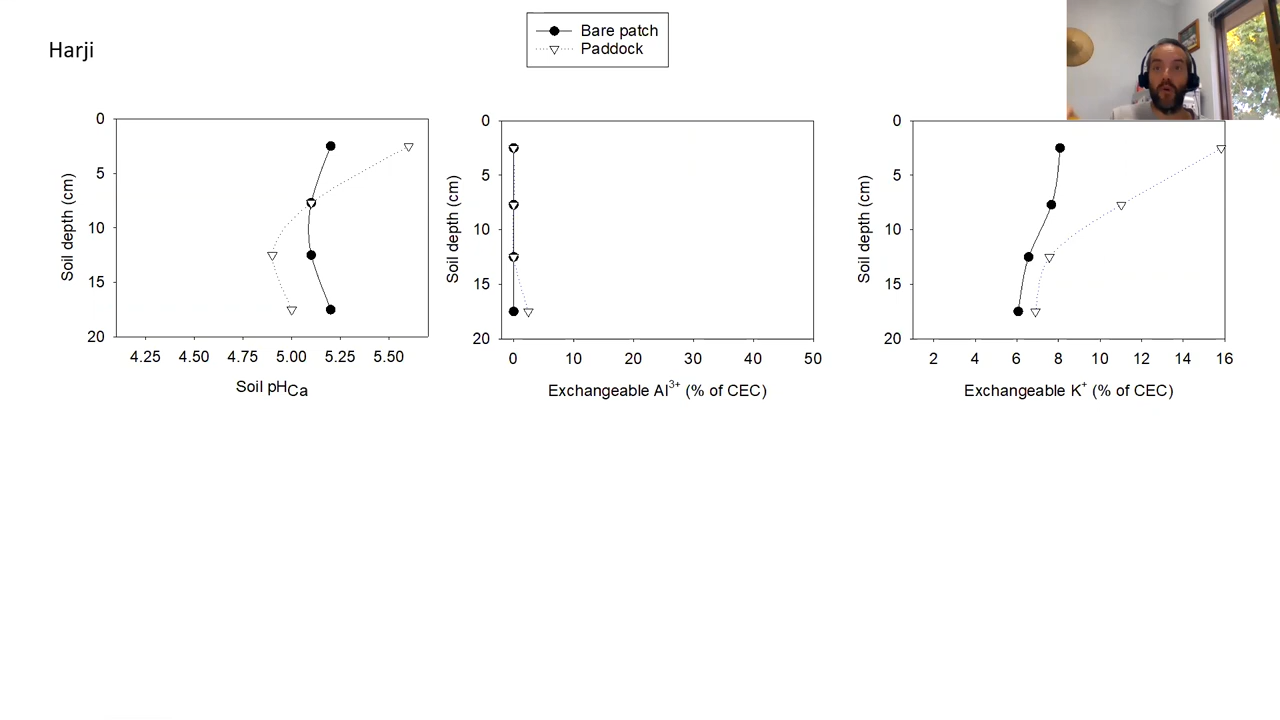 Harji
Bare patch
Paddock
0
5
10
15
20
Soil depth (cm)
4.25 4.50 4.75 5.00 5.25 5.50
Soil pHCa
0
5
10
15
20
Soil depth (cm)
0 10 20 30 40 50
Exchangeable Al³⁺ (% of CEC)
0
5
10
15
20
Soil depth (cm)
2 4 6 8 10 12 14 16
Exchangeable K⁺ (% of CEC)